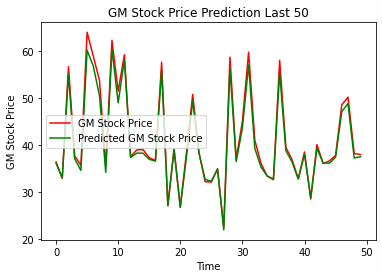 GM Stock Price Prediction Last 50
GM Stock Price
60
50
40
30
20
GM Stock Price
Predicted GM Stock Price
0
10
20
30
40
50
Time